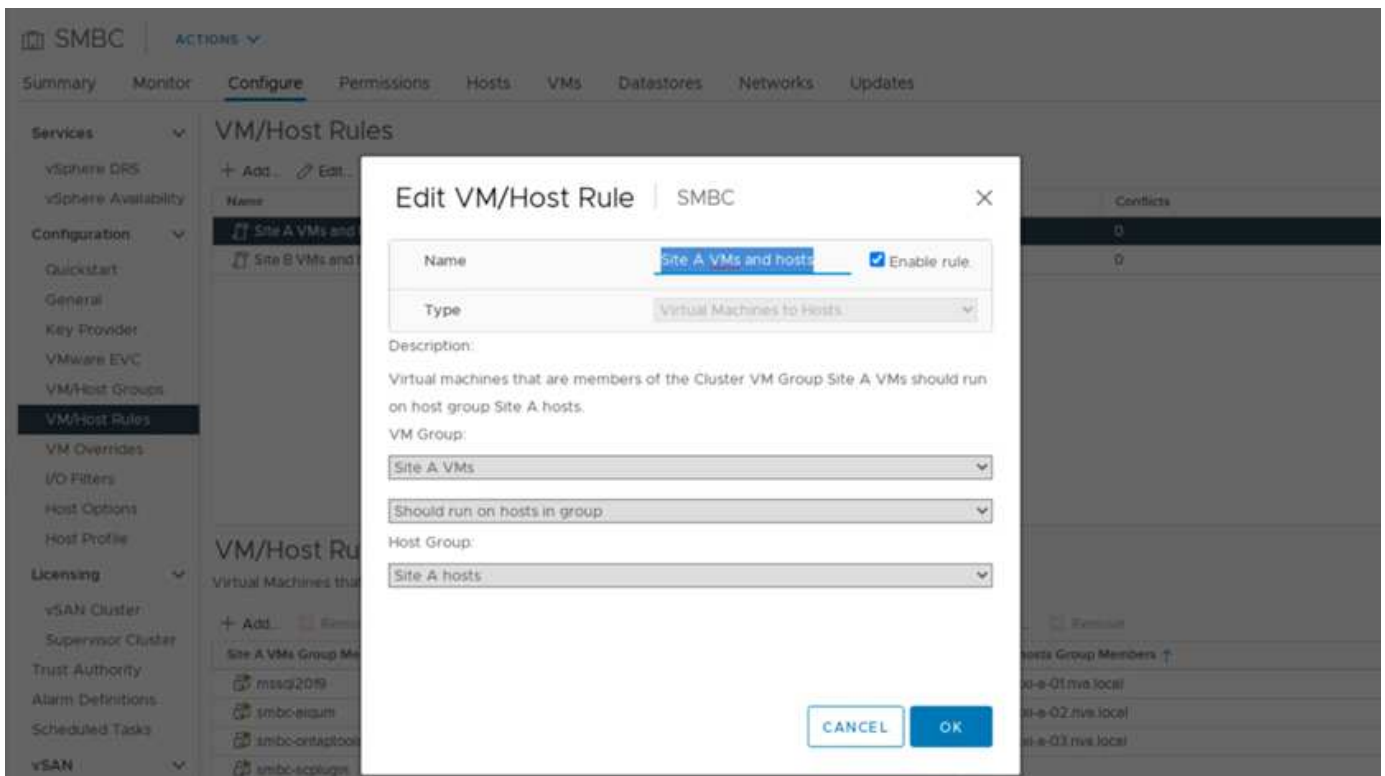 SMBC ACTIONS
Summary Monitor Configure Permissions Hosts VMs Datastores Networks Updates
Services
vSphere DRS
vSphere Availability
Configuration
Quickstart
General
Key Provider
VMware EVC
VM/Host Groups
VM/Host Rules
VM Overrides
I/O Filters
Host Options
Host Profile
Licensing
vSAN Cluster
Supervisor Cluster
Trust Authority
Alarm Definitions
Scheduled Tasks
vSAN
VM/Host Rules
+ Add... Edit...
Name Conflicts
Site A VMs and 0
Site B VMs and 0
Edit VM/Host Rule SMBC
Name Site A VMs and hosts Enable rule.
Type Virtual Machines to Hosts
Description:
Virtual machines that are members of the Cluster VM Group Site A VMs should run
on host group Site A hosts.
VM Group:
Site A VMs
Should run on hosts in group
Host Group:
Site A hosts
CANCEL OK
VM/Host Ru
Virtual Machines that
+ Add... Remove
Site A VMs Group Me Group Members
mssql2019 -a-01.nva.local
smbc-aiqum -a-02.nva.local
smbc-ontaptools -a-03.nva.local
smbc-scplugin